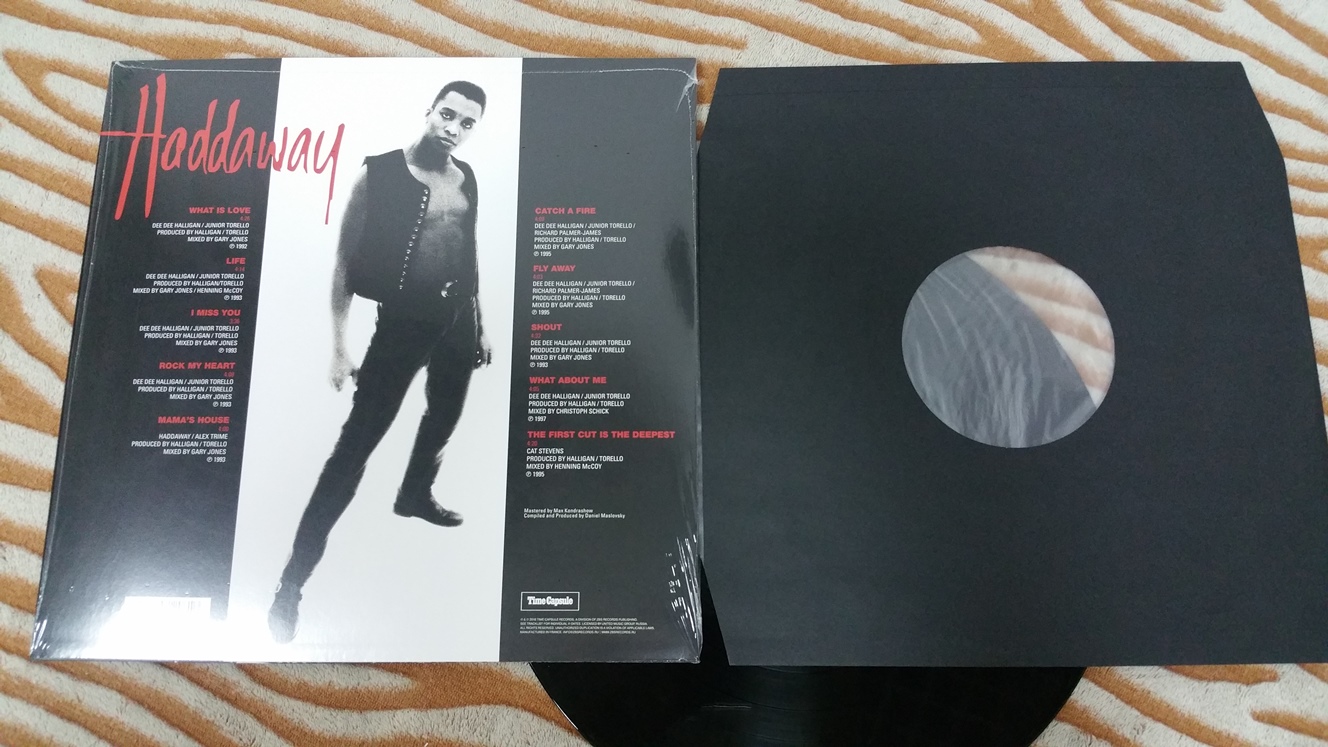 Haddaway
WHAT IS LOVE
DEE DEE HALLIGAN / JUNIOR TORELLO
PRODUCED BY HALLIGAN / TORELLO
MIXED BY GARY JONES
℗ 1992
LIFE
4:14
DEE DEE HALLIGAN / JUNIOR TORELLO
PRODUCED BY HALLIGAN/TORELLO
MIXED BY GARY JONES / HENNING McCOY
℗ 1993
I MISS YOU
DEE DEE HALLIGAN / JUNIOR TORELLO
PRODUCED BY HALLIGAN / TORELLO
MIXED BY GARY JONES
℗ 1993
ROCK MY HEART
DEE DEE HALLIGAN / JUNIOR TORELLO
PRODUCED BY HALLIGAN / TORELLO
MIXED BY GARY JONES
℗ 1993
MAMA'S HOUSE
HADDAWAY / ALEX TRIME
PRODUCED BY HALLIGAN / TORELLO
MIXED BY GARY JONES
℗ 1993
CATCH A FIRE
DEE DEE HALLIGAN / JUNIOR TORELLO /
RICHARD PALMER-JAMES
PRODUCED BY HALLIGAN / TORELLO
MIXED BY GARY JONES
℗ 1995
FLY AWAY
DEE DEE HALLIGAN / JUNIOR TORELLO /
RICHARD PALMER-JAMES
PRODUCED BY HALLIGAN / TORELLO
MIXED BY GARY JONES
℗ 1995
SHOUT
DEE DEE HALLIGAN / JUNIOR TORELLO
PRODUCED BY HALLIGAN / TORELLO
MIXED BY GARY JONES
℗ 1993
WHAT ABOUT ME
DEE DEE HALLIGAN / JUNIOR TORELLO
PRODUCED BY HALLIGAN / TORELLO
MIXED BY CHRISTOPH SCHICK
℗ 1997
THE FIRST CUT IS THE DEEPEST
CAT STEVENS
PRODUCED BY HALLIGAN / TORELLO
MIXED BY HENNING McCOY
℗ 1995
Mastered by Max Kondrashow
Compiled and Produced by Daniel Maslovsky
Time Capsule